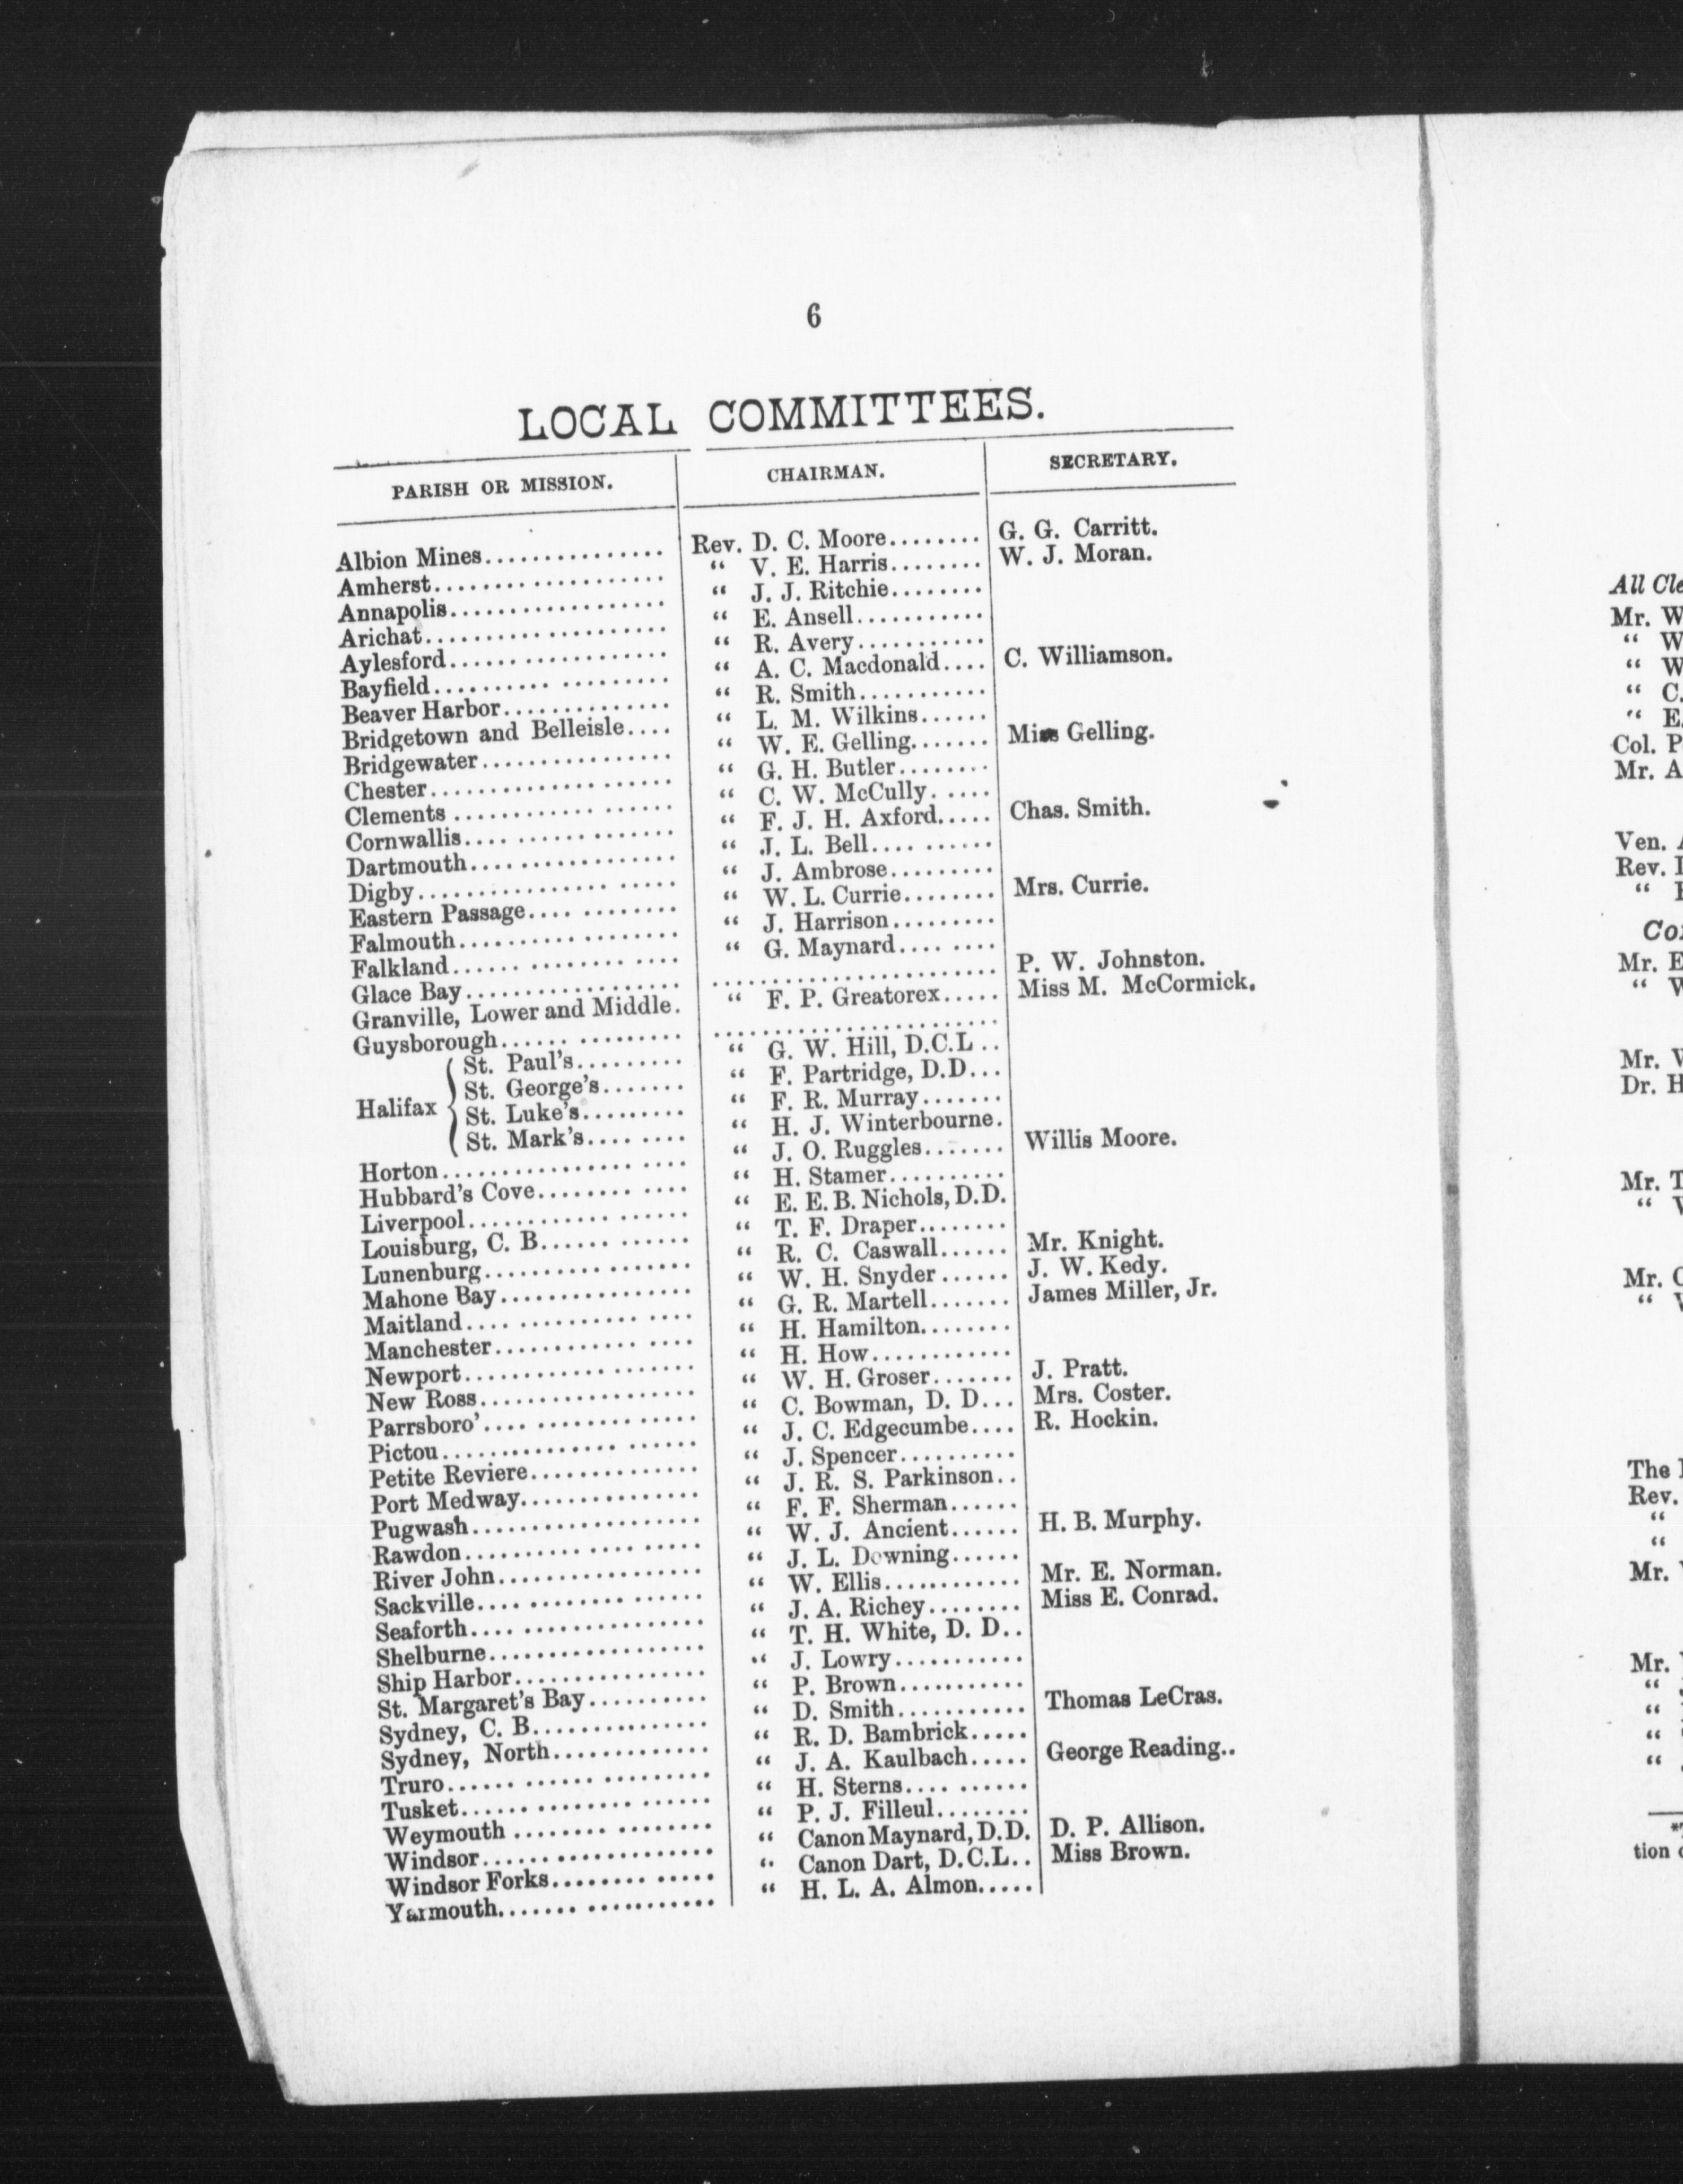 6
LOCAL COMMITTEES.
PARISH OR MISSION. CHAIRMAN. SECRETARY.
Albion Mines............... Rev. D. C. Moore........ G. G. Carritt.
Amherst.................... “ V. E. Harris........ W. J. Moran.
Annapolis.................. “ J. J. Ritchie........
Arichat.................... “ E. Ansell...........
Aylesford.................. “ R. Avery...........
Bayfield................... “ A. C. Macdonald.... C. Williamson.
Beaver Harbor.............. “ R. Smith...........
Bridgetown and Belleisle.... “ L. M. Wilkins......
Bridgewater................ “ W. E. Gelling....... Miss Gelling.
Chester.................... “ G. H. Butler........
Clements .................. “ C. W. McCully. ....
Cornwallis.... ............ “ F. J. H. Axford..... Chas. Smith.
Dartmouth.................. “ J. L. Bell.... ......
Digby...................... “ J. Ambrose.........
Eastern Passage.... ........ “ W. L. Currie........ Mrs. Currie.
Falmouth.......... ........ “ J. Harrison.........
Falkland...... ......... .... “ G. Maynard.... ....
Glace Bay.................. ........................ P. W. Johnston.
Granville, Lower and Middle. “ F. P. Greatorex..... Miss M. McCormick.
Guysborough...... ......... ........................
Halifax { St. Paul's......... “ G. W. Hill, D.C.L ..
St. George's....... “ F. Partridge, D.D...
St. Luke's......... “ F. R. Murray.......
St. Mark's.... .... “ H. J. Winterbourne.
Horton................ .... “ J. O. Ruggles....... Willis Moore.
Hubbard's Cove........ .... “ H. Stamer..........
Liverpool............ ...... “ E. E. B. Nichols, D.D.
Louisburg, C. B...... ...... “ T. F. Draper........
Lunenburg.................. “ R. C. Caswall...... Mr. Knight.
Mahone Bay................ “ W. H. Snyder...... J. W. Kedy.
Maitland.... ............ .... “ G. R. Martell....... James Miller, Jr.
Manchester............ .... “ H. Hamilton........
Newport............ ....... “ H. How............
New Ross.................. “ W. H. Groser....... J. Pratt.
Parrsboro'.... ............. “ C. Bowman, D. D... Mrs. Coster.
Pictou............... ...... “ J. C. Edgecumbe.... R. Hockin.
Petite Reviere.............. “ J. Spencer..........
Port Medway................ “ J. R. S. Parkinson..
Pugwash................... “ F. F. Sherman......
Rawdon............ .... ..... “ W. J. Ancient...... H. B. Murphy.
River John................. “ J. L. Downing......
Sackville.... ......... ...... “ W. Ellis............ Mr. E. Norman.
Seaforth.... ............... “ J. A. Richey........ Miss E. Conrad.
Shelburne.................. “ T. H. White, D. D..
Ship Harbor................ “ J. Lowry...........
St. Margaret's Bay.......... “ P. Brown...........
Sydney, C. B............... “ D. Smith........... Thomas LeCras.
Sydney, North............. “ R. D. Bambrick.....
Truro...... ...... ......... “ J. A. Kaulbach..... George Reading..
Tusket...... ......... ...... “ H. Sterns.... ......
Weymouth ........ ........ “ P. J. Filleul........
Windsor...... .............. “ Canon Maynard, D.D. D. P. Allison.
Windsor Forks........ ..... “ Canon Dart, D.C.L.. Miss Brown.
Yarmouth....... ........... “ H. L. A. Almon.....
All
Mr. W
“ W
“ W
“ C.
“ E.
Col. P
Mr. A
Ven.
Rev.
Mr. E
Mr.
Dr. H
Mr. T
Mr.
The
Rev.
“
“
Mr.
Mr.
“
“
“
“
tion